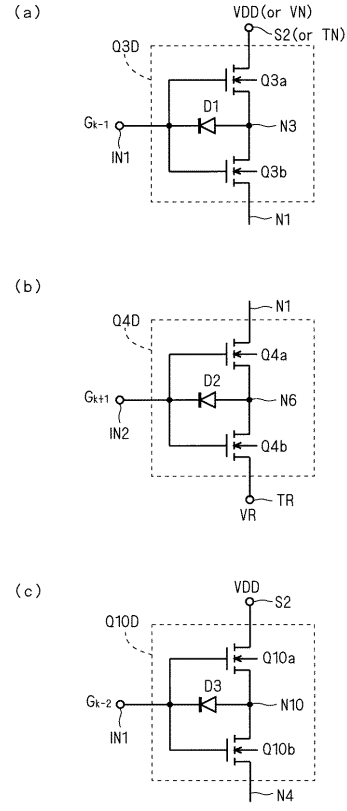 (a)
VDD(or VN)
S2(or TN)
Q3D
Q3a
D1
Gk-1
N3
IN1
Q3b
N1
(b)
N1
Q4D
Q4a
D2
Gk+1
N6
IN2
Q4b
TR
VR
(c)
VDD
S2
Q10D
Q10a
D3
Gk-2
N10
IN1
Q10b
N4